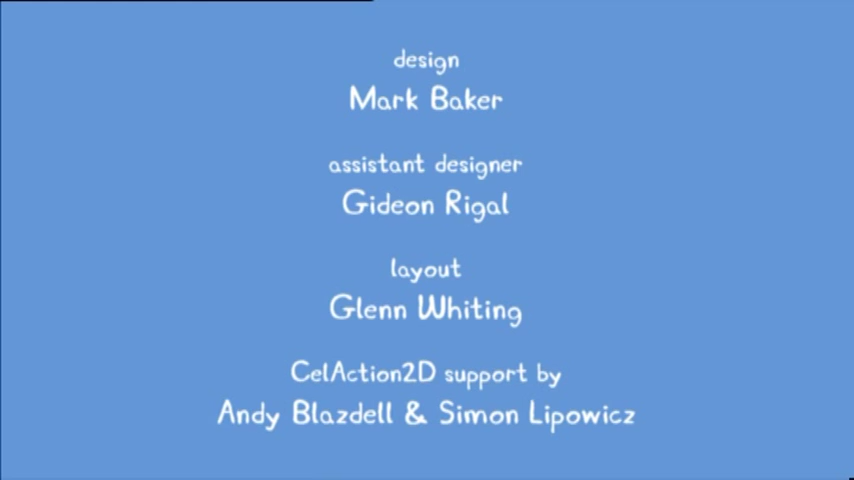 design
Mark Baker
assistant designer
Gideon Rigal
layout
Glenn Whiting
CelAction2D support by
Andy Blazdell & Simon Lipowicz